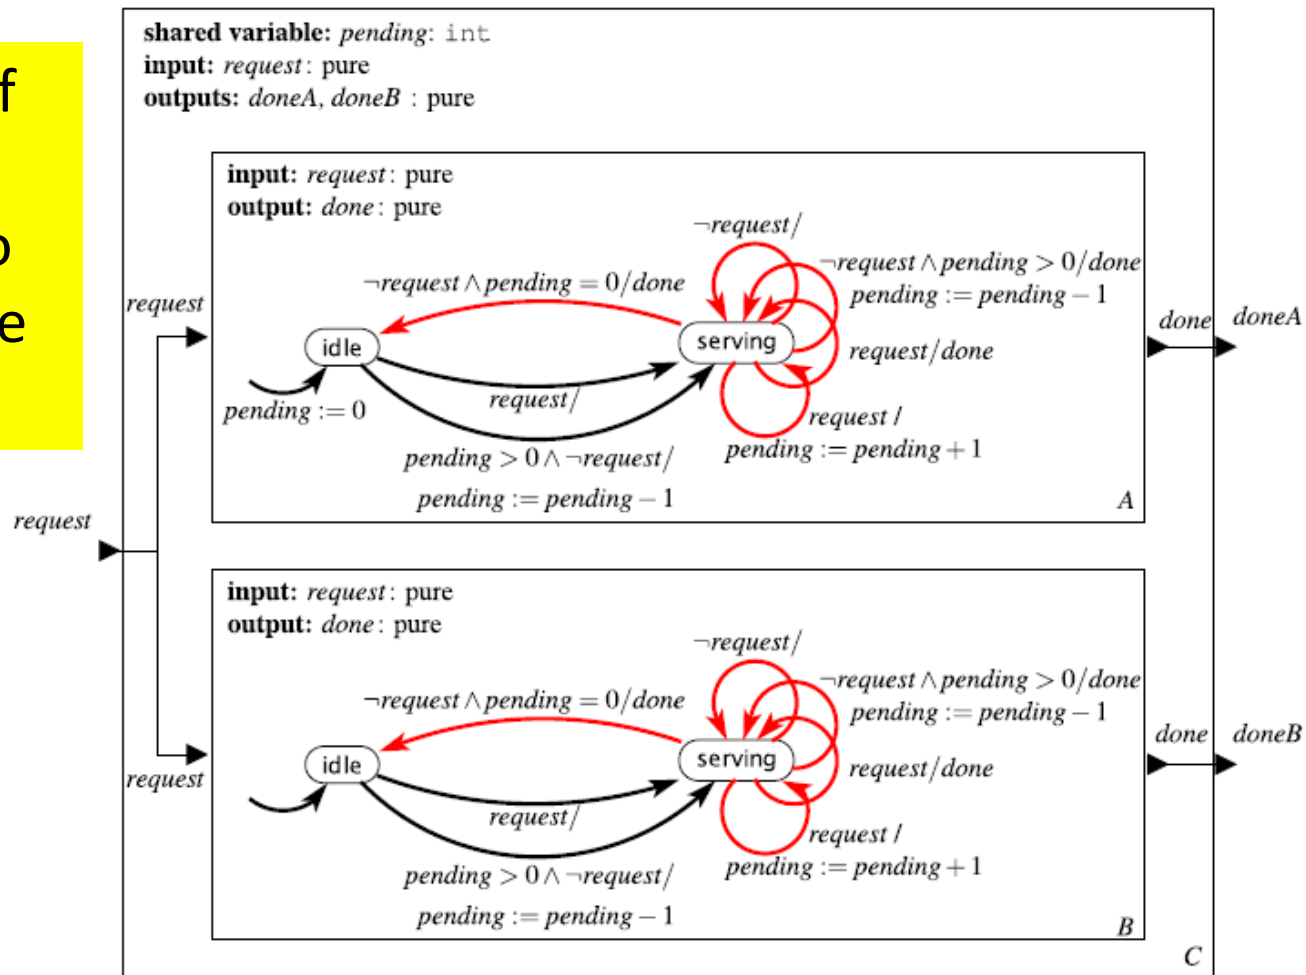 f
o
e
shared variable: pending: int
input: request: pure
outputs: doneA, doneB : pure
input: request: pure
output: done: pure
¬request/
¬request ∧ pending > 0/done
pending := pending − 1
¬request ∧ pending = 0/done
request
idle
serving
request/done
done
doneA
pending := 0
request/
request /
pending := pending + 1
pending > 0 ∧ ¬request/
pending := pending − 1
A
request
input: request: pure
output: done: pure
¬request/
¬request ∧ pending > 0/done
pending := pending − 1
¬request ∧ pending = 0/done
done
doneB
idle
serving
request/done
request
request/
request /
pending := pending + 1
pending > 0 ∧ ¬request/
pending := pending − 1
B
C